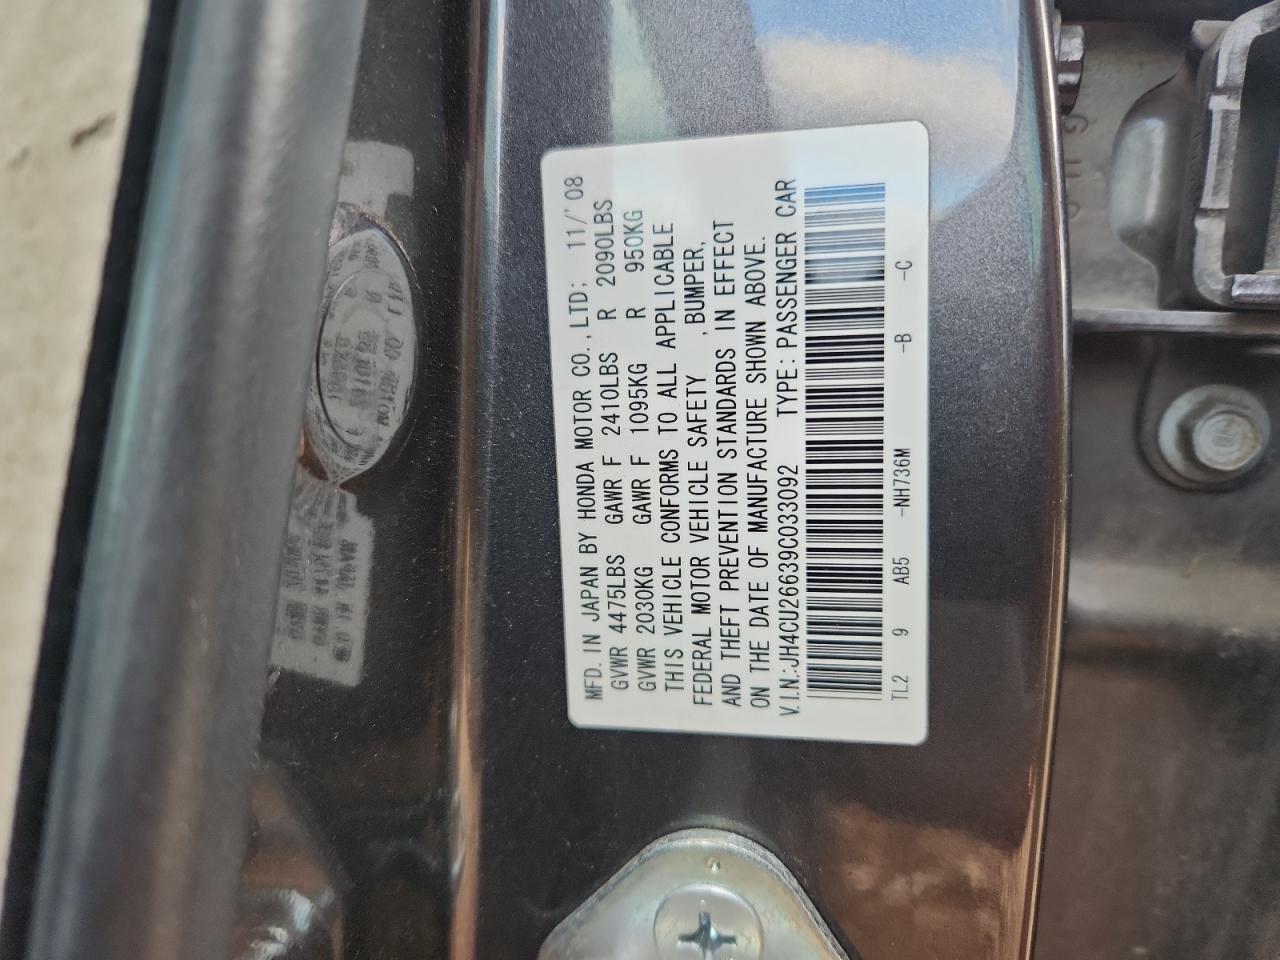 MFD. IN JAPAN BY HONDA MOTOR CO., LTD; 11/'08
GVWR 4475LBS GAWR F 2410LBS R 2090LBS
GVWR 2030KG GAWR F 1095KG R 950KG
THIS VEHICLE CONFORMS TO ALL APPLICABLE
FEDERAL MOTOR VEHICLE SAFETY , BUMPER,
AND THEFT PREVENTION STANDARDS IN EFFECT
ON THE DATE OF MANUFACTURE SHOWN ABOVE.
V.I.N.:JH4CU26639C033092 TYPE: PASSENGER CAR
TL2 9 AB5 -NH736M -B -C